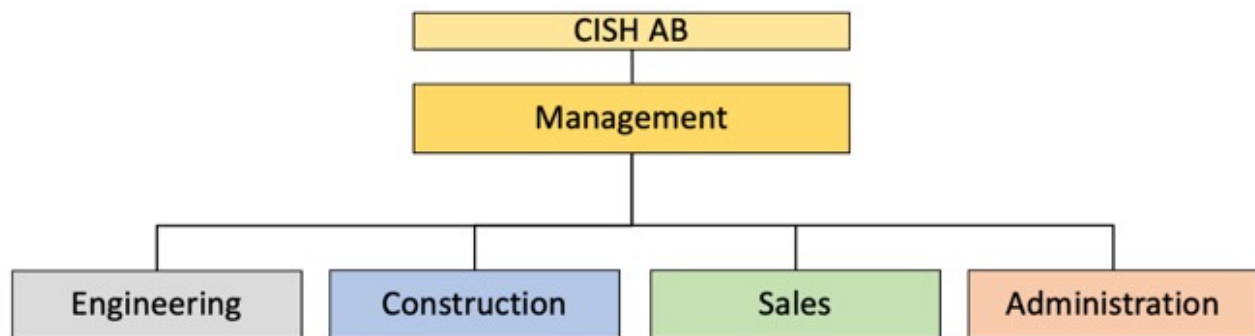 CISH AB
Management
Engineering
Construction
Sales
Administration